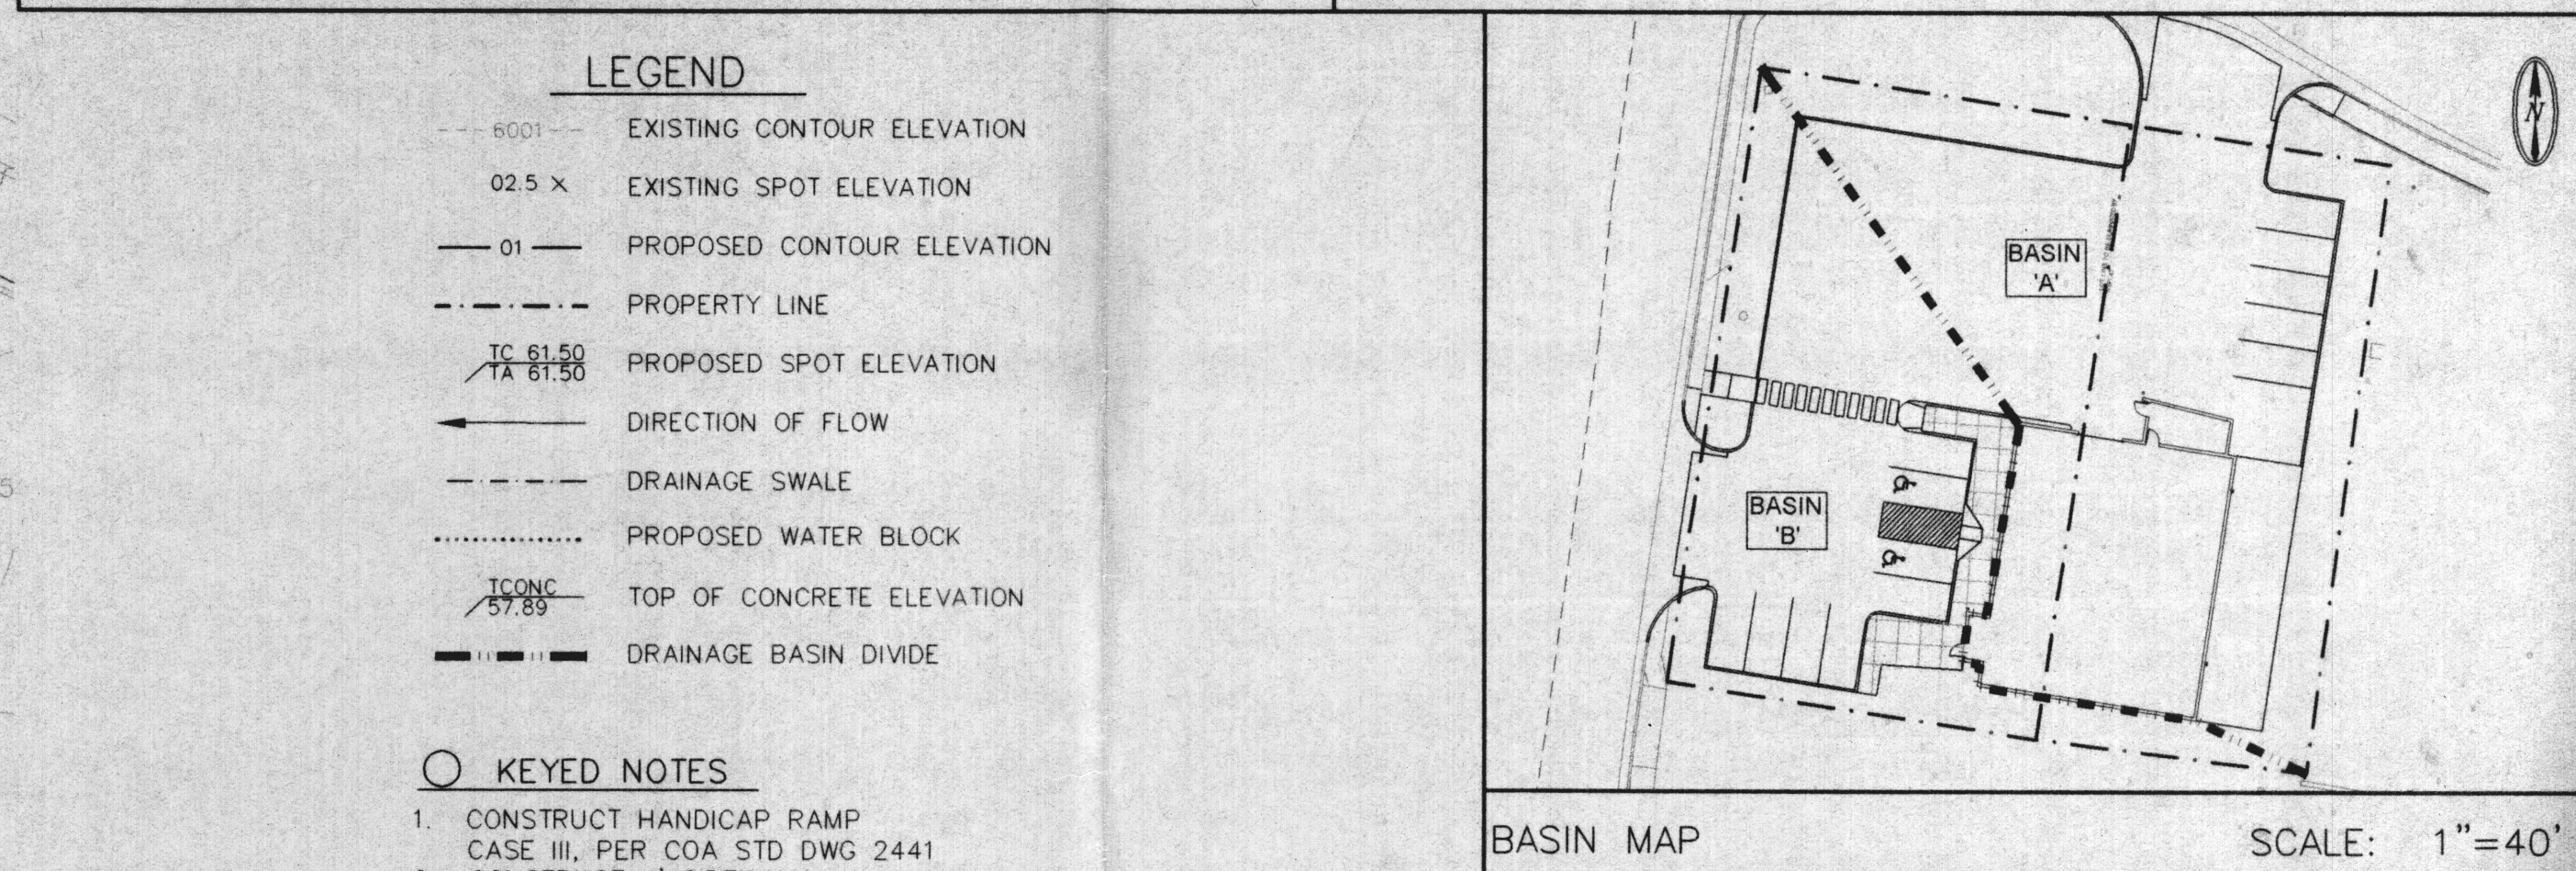 LEGEND
6001 EXISTING CONTOUR ELEVATION
02.5 × EXISTING SPOT ELEVATION
01 PROPOSED CONTOUR ELEVATION
PROPERTY LINE
TC 61.50
TA 61.50
PROPOSED SPOT ELEVATION
DIRECTION OF FLOW
DRAINAGE SWALE
PROPOSED WATER BLOCK
TCONC
57.89
TOP OF CONCRETE ELEVATION
DRAINAGE BASIN DIVIDE
KEYED NOTES
1. CONSTRUCT HANDICAP RAMP
CASE III, PER COA STD DWG 2441
N
BASIN
'A'
BASIN
'B'
BASIN MAP
SCALE: 1"=40'